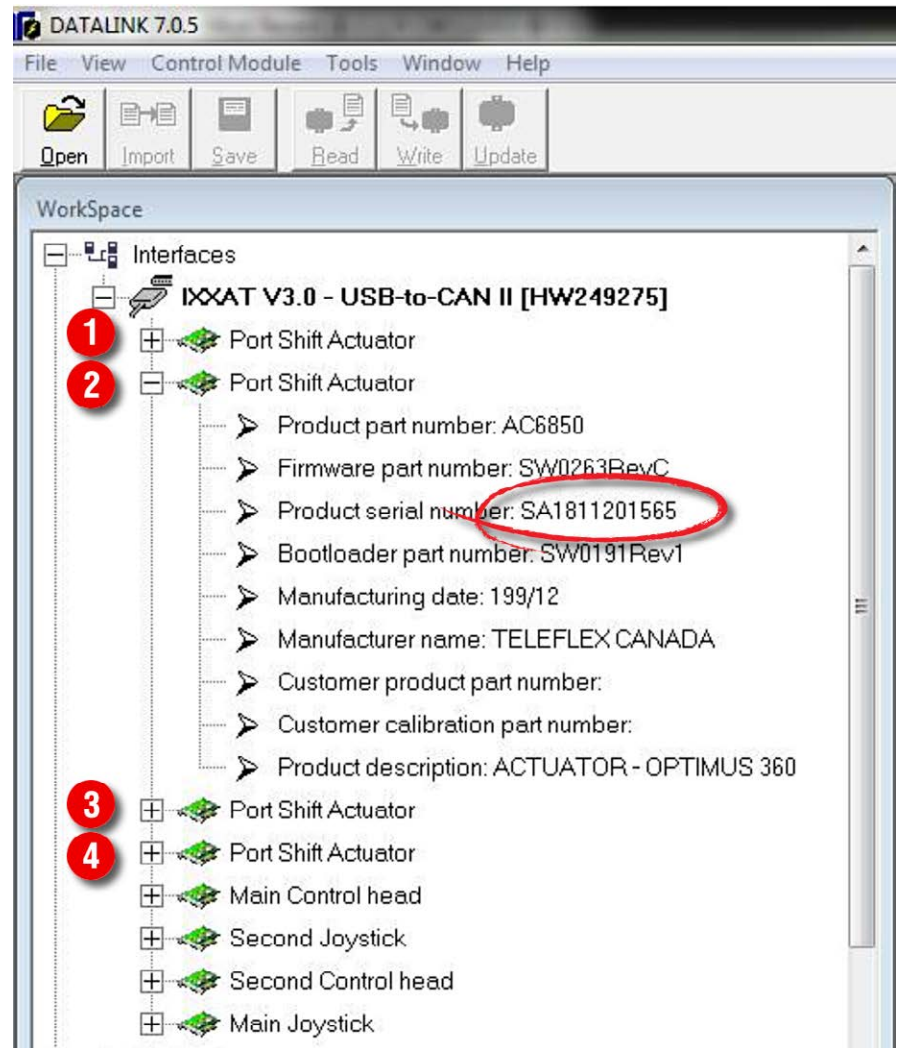 DATALINK 7.0.5
File View Control Module Tools Window Help
Open Import Save Read Write Update
WorkSpace
Interfaces
IXXAT V3.0 - USB-to-CAN II [HW249275]
1 Port Shift Actuator
2 Port Shift Actuator
Product part number: AC6850
Firmware part number: SW0263RevC
Product serial number: SA1811201565
Bootloader part number: SW0191Rev1
Manufacturing date: 199/12
Manufacturer name: TELEFLEX CANADA
Customer product part number:
Customer calibration part number:
Product description: ACTUATOR - OPTIMUS 360
3 Port Shift Actuator
4 Port Shift Actuator
Main Control head
Second Joystick
Second Control head
Main Joystick